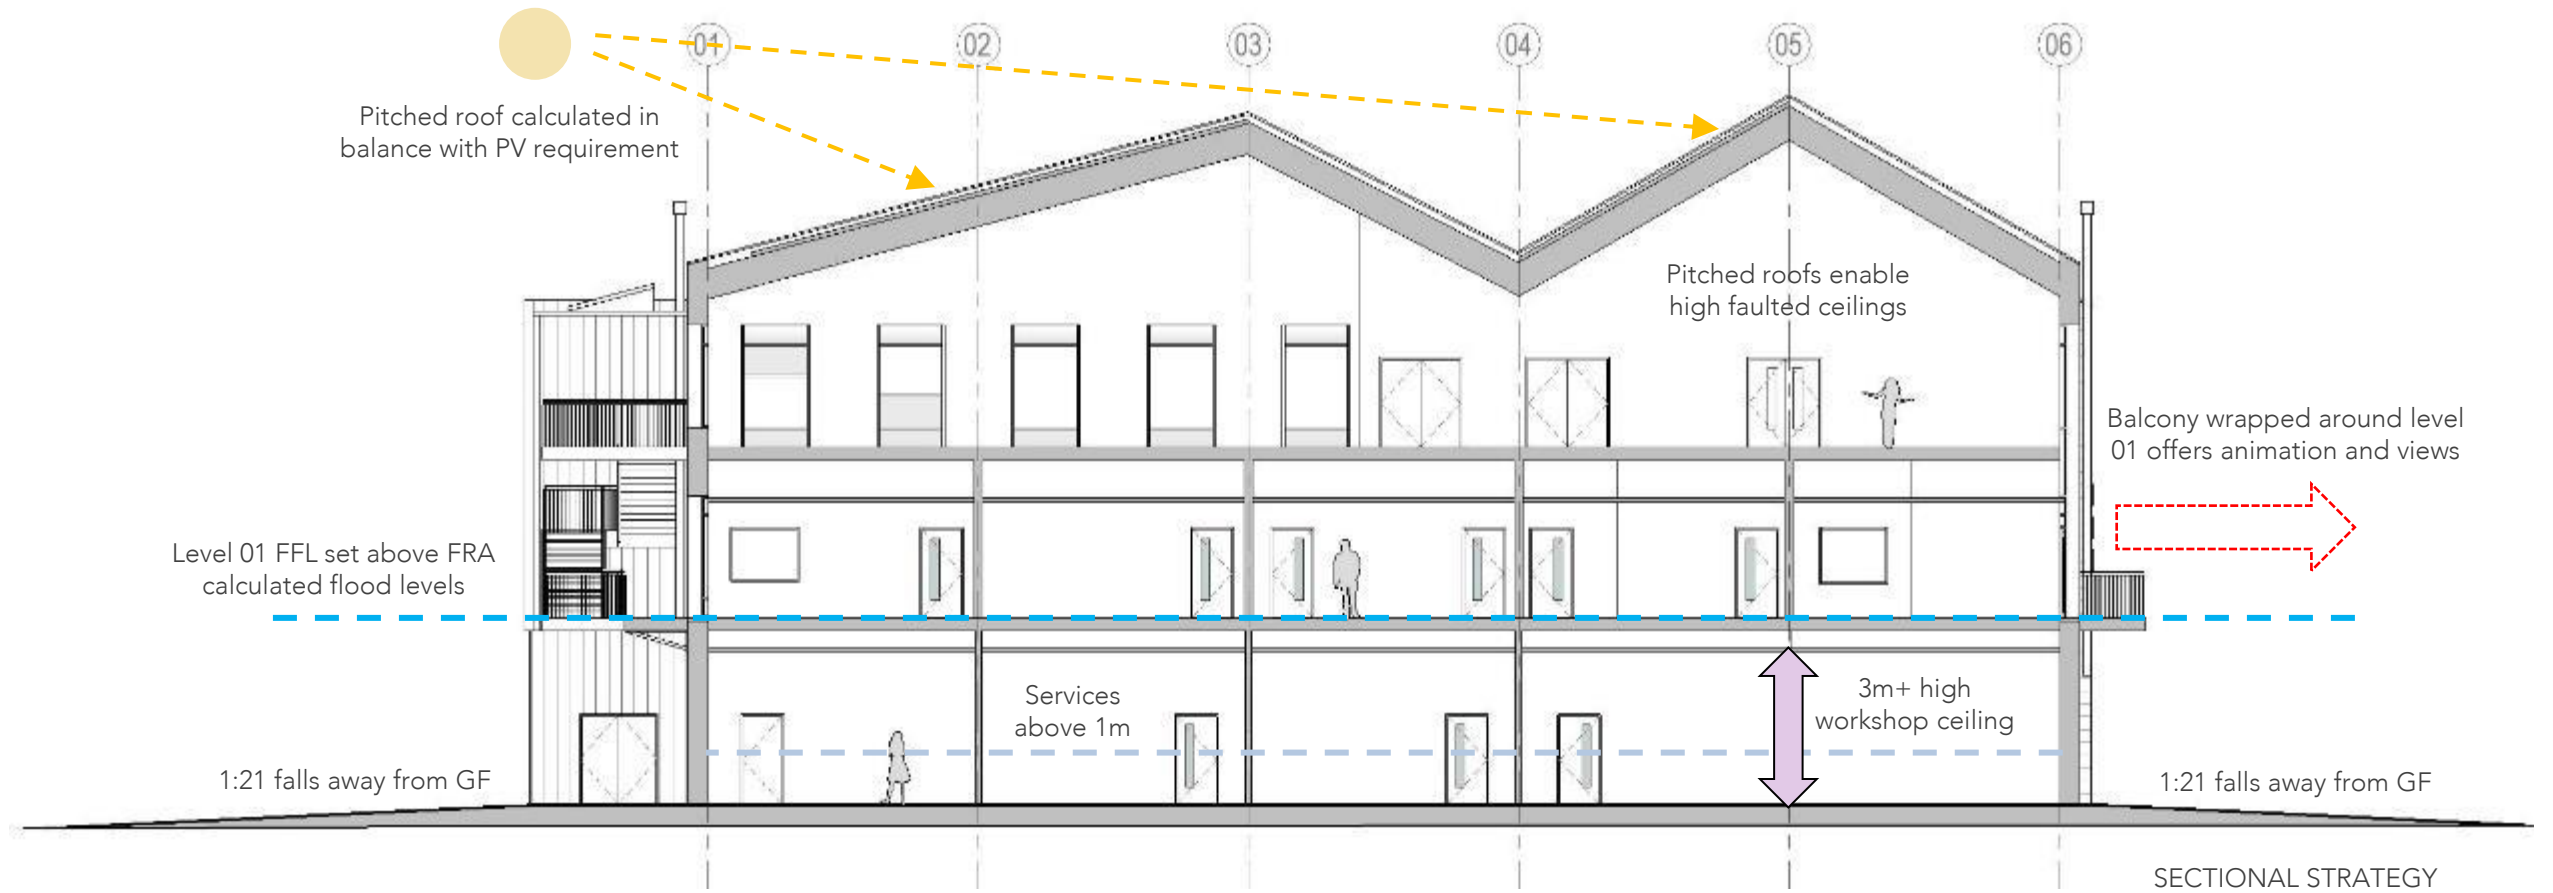 01
02
03
04
05
06
Pitched roof calculated in
balance with PV requirement
Pitched roofs enable
high faulted ceilings
Balcony wrapped around level
01 offers animation and views
Level 01 FFL set above FRA
calculated flood levels
Services
above 1m
3m+ high
workshop ceiling
1:21 falls away from GF
1:21 falls away from GF
SECTIONAL STRATEGY